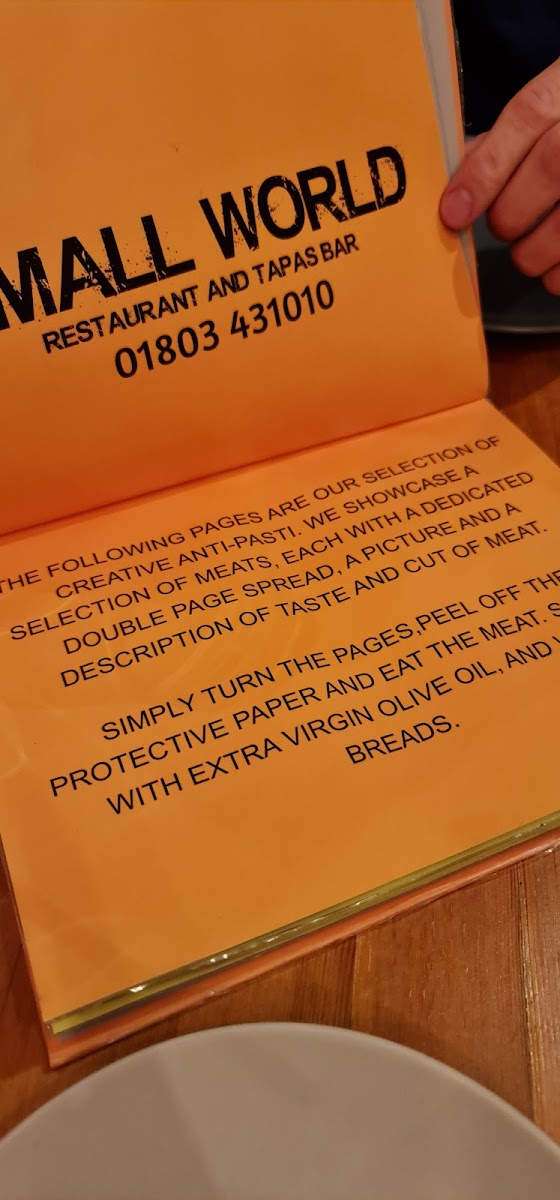 MALL WORLD
RESTAURANT AND TAPAS BAR
01803 431010
THE FOLLOWING PAGES ARE OUR SELECTION OF
CREATIVE ANTI-PASTI. WE SHOWCASE A
SELECTION OF MEATS, EACH WITH A DEDICATED
DOUBLE PAGE SPREAD, A PICTURE AND A
DESCRIPTION OF TASTE AND CUT OF MEAT.
SIMPLY TURN THE PAGES,PEEL OFF THE
PROTECTIVE PAPER AND EAT THE MEAT.
WITH EXTRA VIRGIN OLIVE OIL, AND
BREADS.